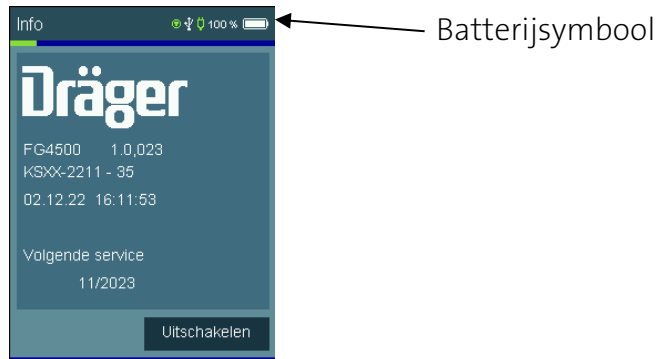 Info 100 %
Batterijsymbool
Dräger
FG4500 1.0,023
KSXX-2211 - 35
02.12.22 16:11:53
Volgende service
11/2023
Uitschakelen